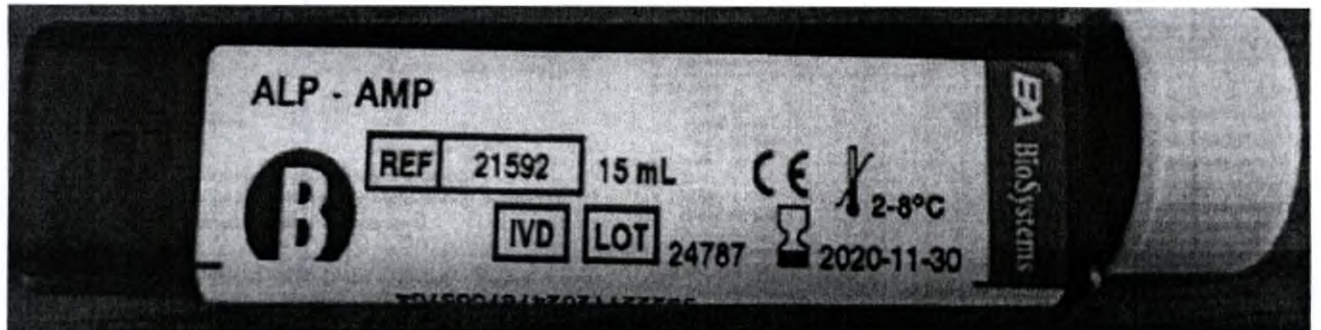 ALP - AMP
B
REF 21592 15 mL
CE 2-8°C
IVD LOT 24787 2020-11-30
BA BioSystems